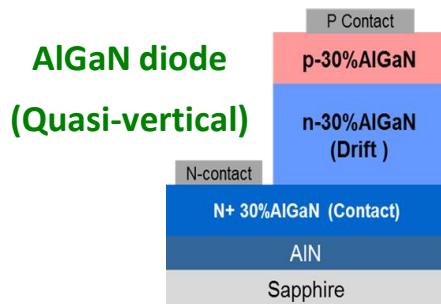 AlGaN diode
(Quasi-vertical)
P Contact
p-30%AlGaN
n-30%AlGaN
(Drift )
N-contact
N+ 30%AlGaN (Contact)
AlN
Sapphire